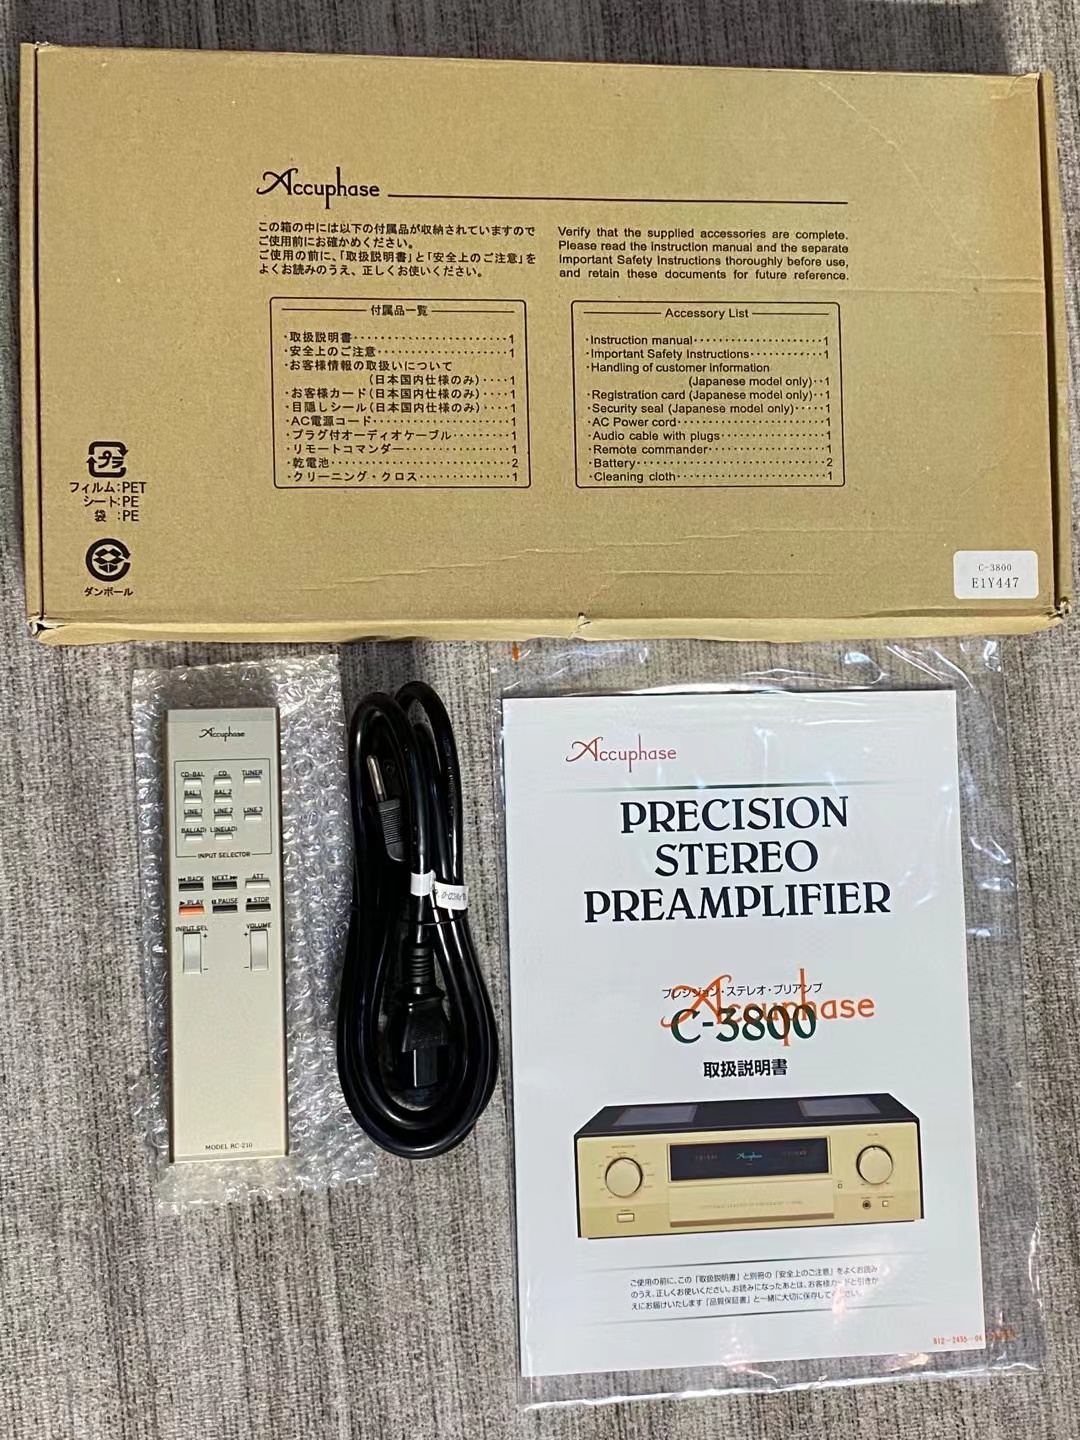 Accuphase
この箱の中には以下の付属品が収納されていますので
ご使用前にお確かめください。
ご使用の前に、「取扱説明書」と「安全上のご注意」を
よくお読みのうえ、正しくお使いください。
Verify that the supplied accessories are complete.
Please read the instruction manual and the separate
Important Safety Instructions thoroughly before use,
and retain these documents for future reference.
付属品一覧
・取扱説明書・・・・・・・・・・・・・・・・・・・・・・1
・安全上のご注意・・・・・・・・・・・・・・・・・・1
・お客様情報の取扱いについて
(日本国内仕様のみ)・・・・1
・お客様カード(日本国内仕様のみ)・・・・1
・目隠しシール(日本国内仕様のみ)・・・・1
・AC電源コード・・・・・・・・・・・・・・・・・・・・1
・プラグ付オーディオケーブル・・・・・・・・1
・リモートコマンダー・・・・・・・・・・・・・・・1
・乾電池・・・・・・・・・・・・・・・・・・・・・・・・・・2
・クリーニング・クロス・・・・・・・・・・・・・1
Accessory List
・Instruction manual・・・・・・・・・・・・・・・・・・・1
・Important Safety Instructions・・・・・・・・・・・1
・Handling of customer information
(Japanese model only)・・1
・Registration card (Japanese model only)・・1
・Security seal (Japanese model only)・・・・・1
・AC Power cord・・・・・・・・・・・・・・・・・・・・・・1
・Audio cable with plugs・・・・・・・・・・・・・・・・1
・Remote commander・・・・・・・・・・・・・・・・・・1
・Battery・・・・・・・・・・・・・・・・・・・・・・・・・・・・2
・Cleaning cloth・・・・・・・・・・・・・・・・・・・・・・1
プラ
フィルム:PET
シート:PE
袋 :PE
ダンボール
C-3800
E1Y447
Accuphase
CD-BAL CD TUNER
BAL 1 BAL 2
LINE 1 LINE 2 LINE 3
BAL(AD) LINE(AD)
INPUT SELECTOR
⏮ BACK NEXT ⏭ ATT
▶ PLAY ⏸ PAUSE ■ STOP
INPUT SEL VOLUME
+ +
- -
MODEL RC-210
Accuphase
PRECISION
STEREO
PREAMPLIFIER
プレシジョン・ステレオ・プリアンプ
Accuphase
C-3800
取扱説明書
Accuphase
ご使用の前に、この「取扱説明書」と別冊の「安全上のご注意」をよくお読み
のうえ、正しくお使いください。お読みになったあとは、お客様カードと引きか
えにお届けいたします「品質保証書」と一緒に大切に保存してください。